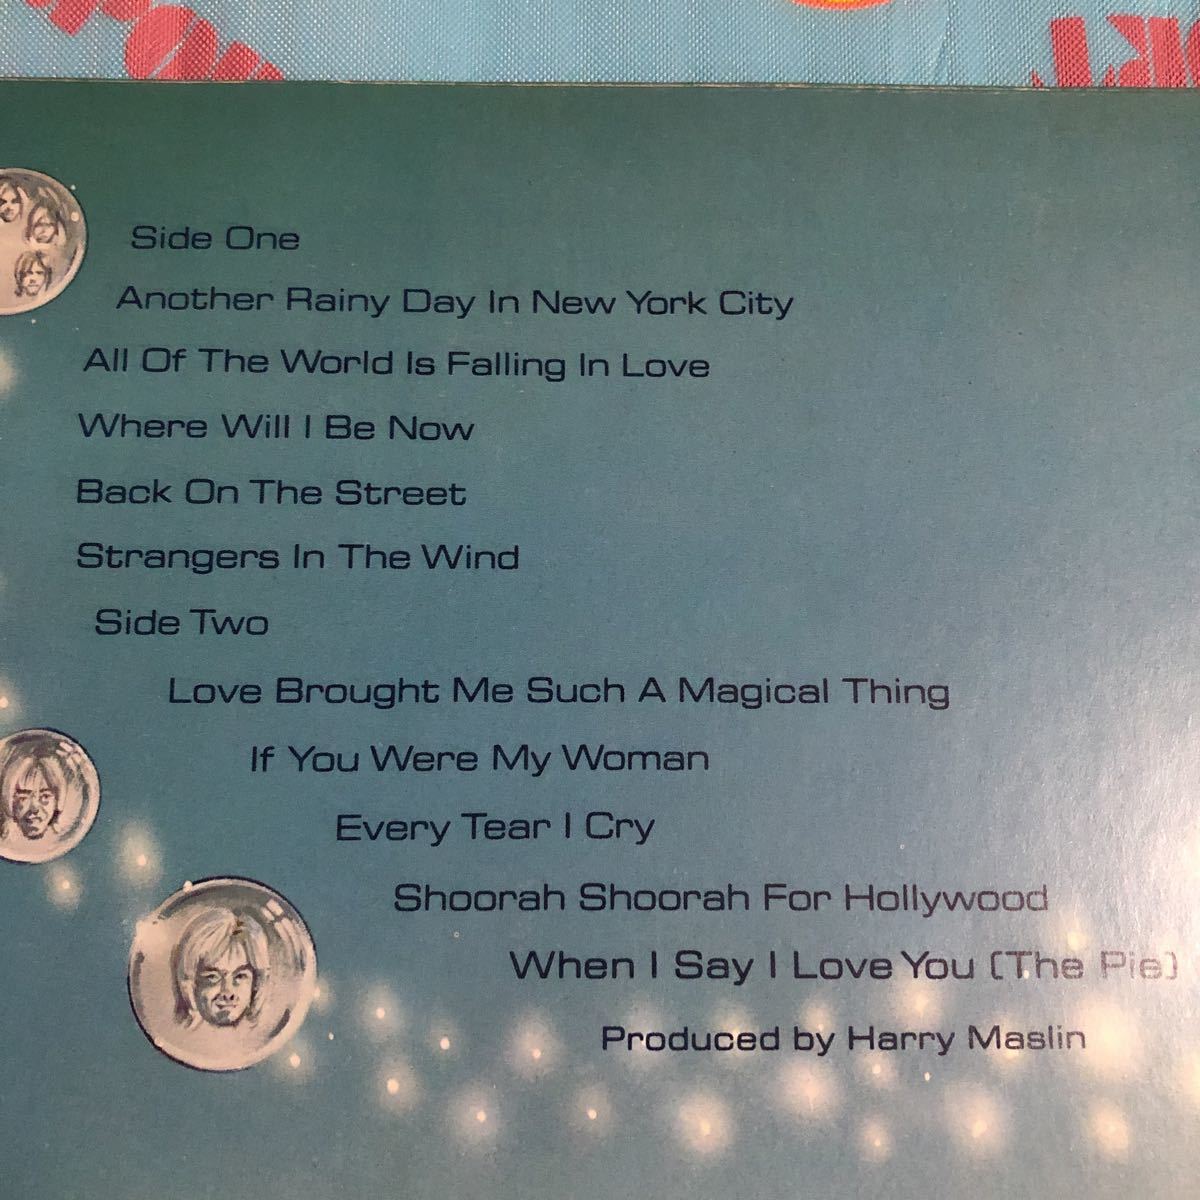 Side One
Another Rainy Day In New York City
All Of The World Is Falling In Love
Where Will I Be Now
Back On The Street
Strangers In The Wind
Side Two
Love Brought Me Such A Magical Thing
If You Were My Woman
Every Tear I Cry
Shoorah Shoorah For Hollywood
When I Say I Love You (The Pie)
Produced by Harry Maslin